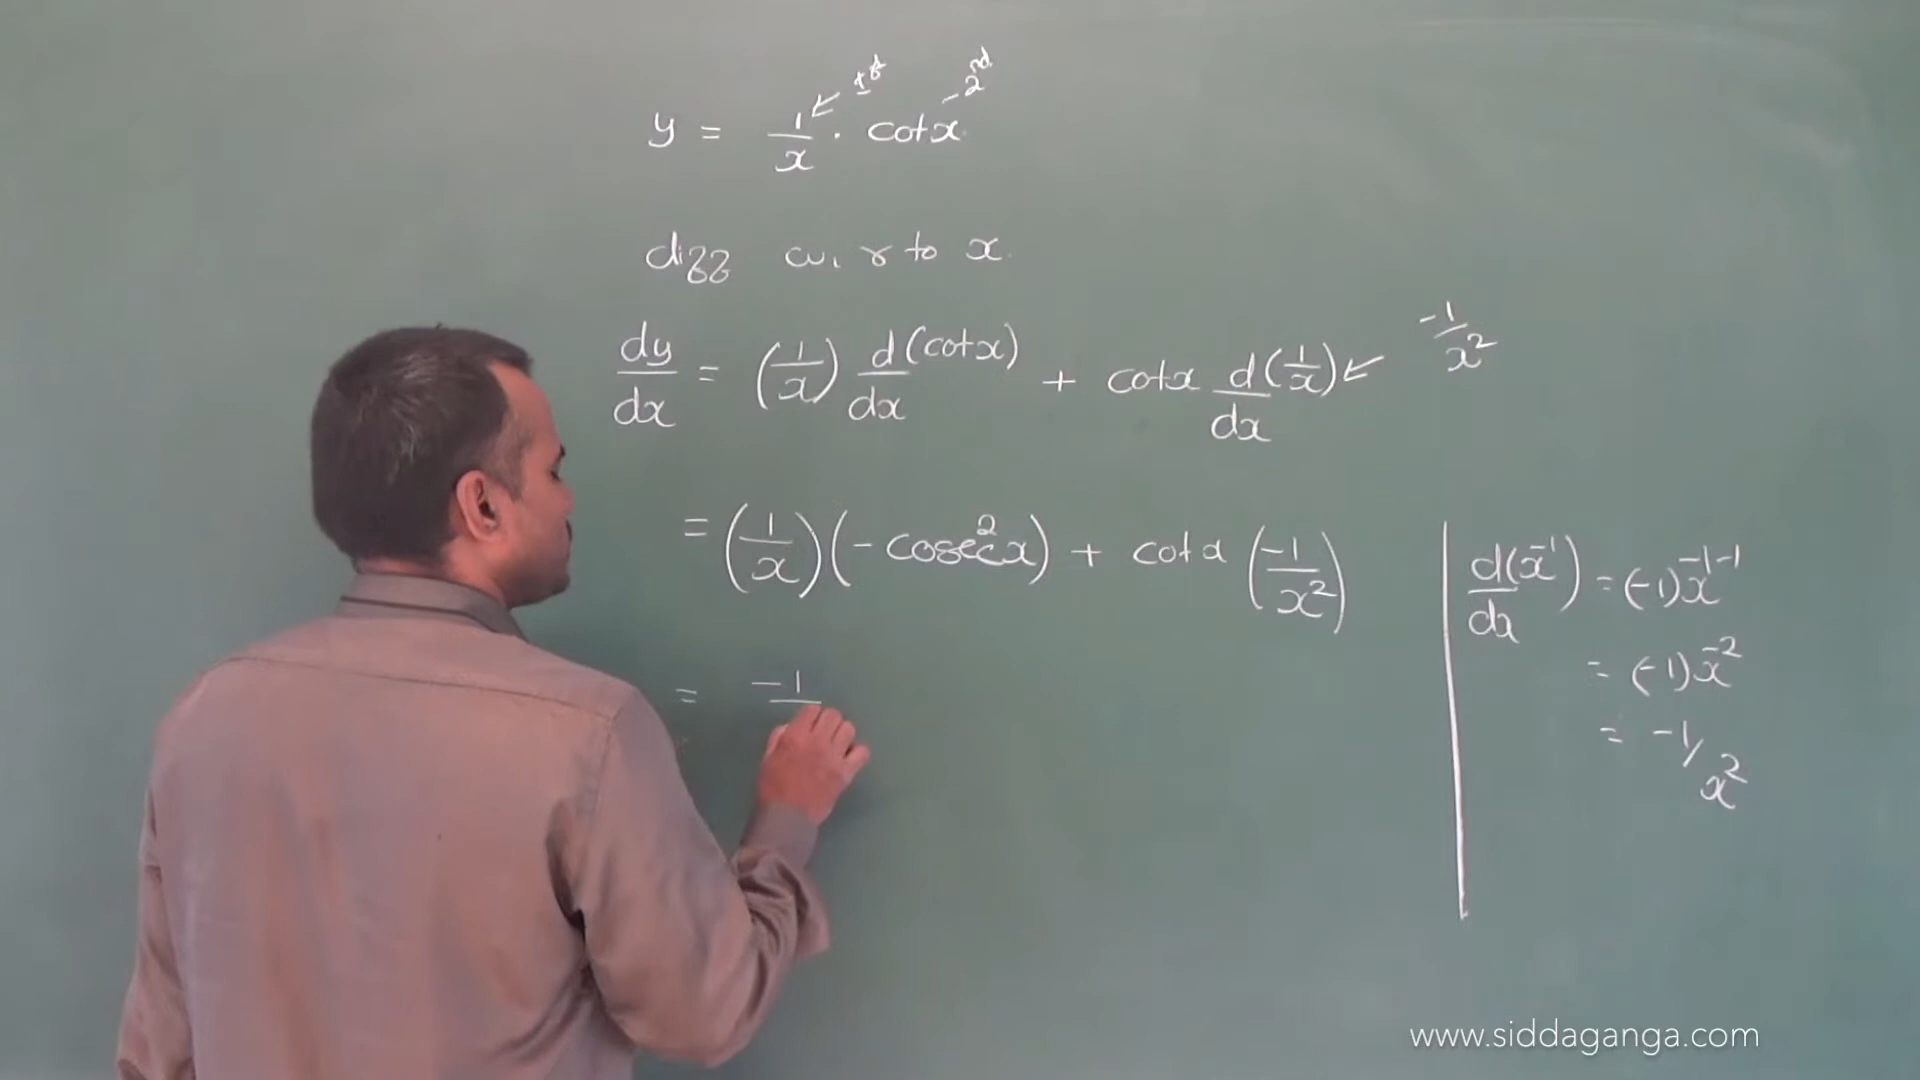 1st
2nd
y = 1/x · cotx
diff w. r to x.
dy/dx = (1/x) d(cotx)/dx + cotx d/dx(1/x) ← -1/x²
= (1/x)(-cosec²x) + cotx (-1/x²)
= -1
d(x⁻¹)/dx = (-1)x⁻¹⁻¹
= (-1)x⁻²
= -1/x²
www.siddaganga.com